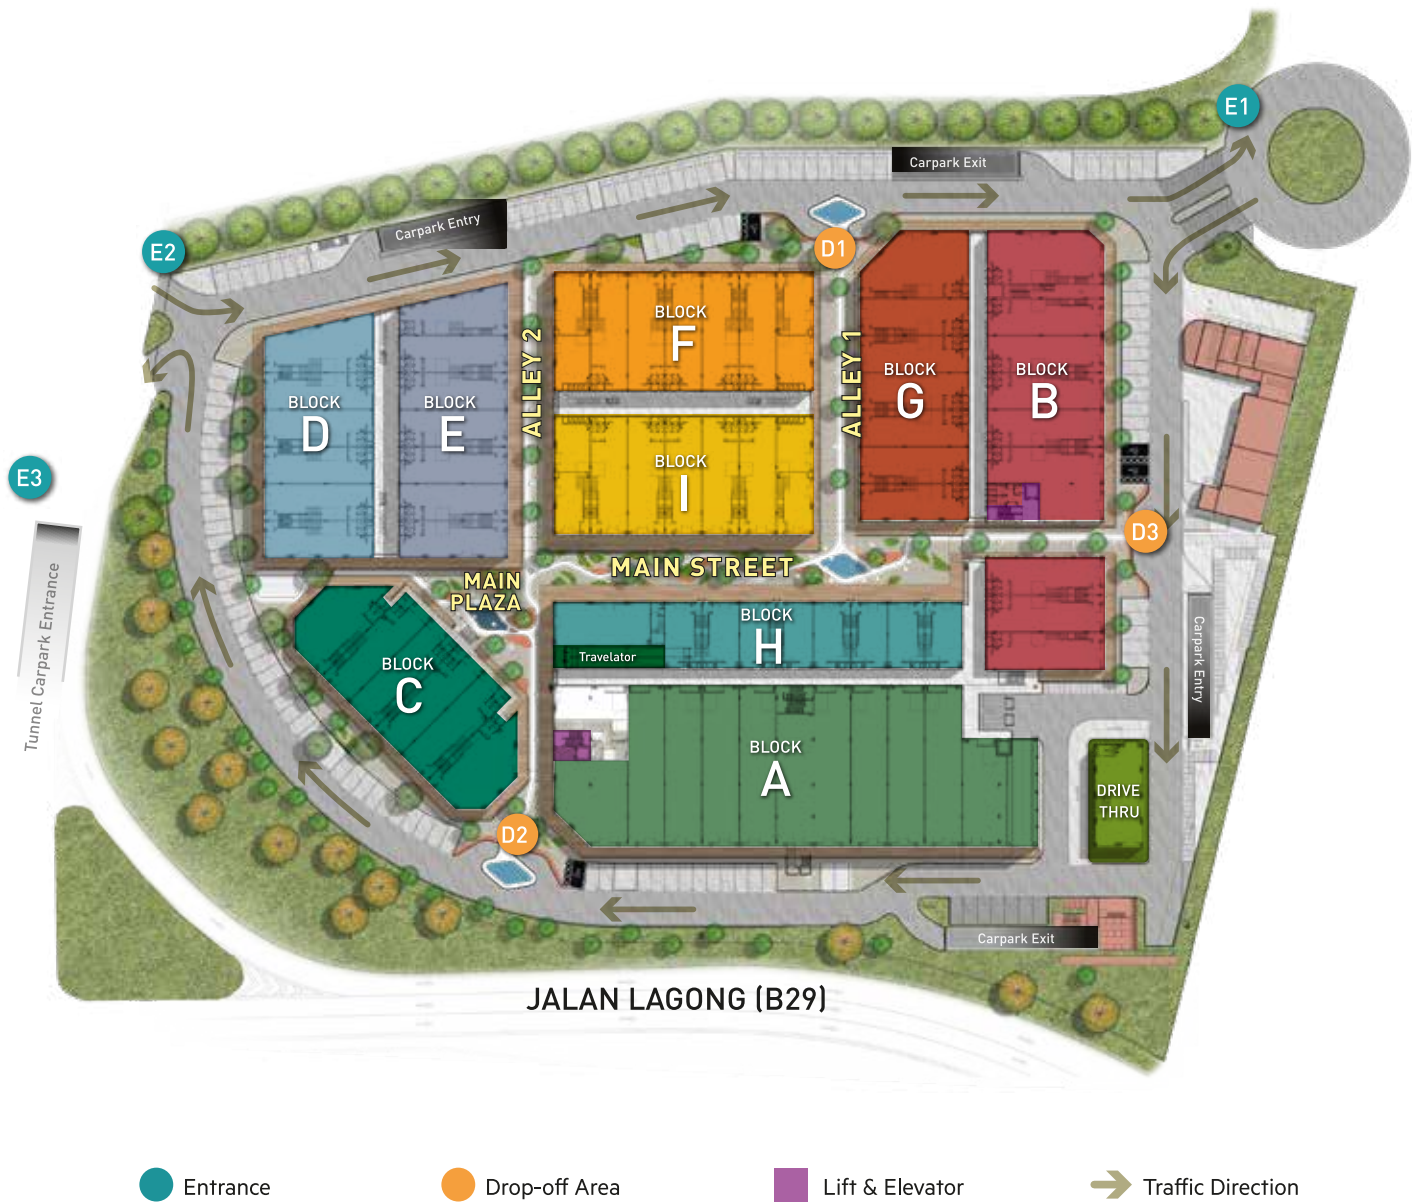 E1
Carpark Exit
Carpark Entry
E2
D1
BLOCK
F
ALLEY 2
ALLEY 1
BLOCK
G
BLOCK
B
BLOCK
D
BLOCK
E
BLOCK
I
E3
D3
Tunnel Carpark Entrance
MAIN STREET
MAIN
PLAZA
BLOCK
H
Travelator
Carpark Entry
BLOCK
C
BLOCK
A
DRIVE
THRU
D2
Carpark Exit
JALAN LAGONG (B29)
Entrance
Drop-off Area
Lift & Elevator
Traffic Direction